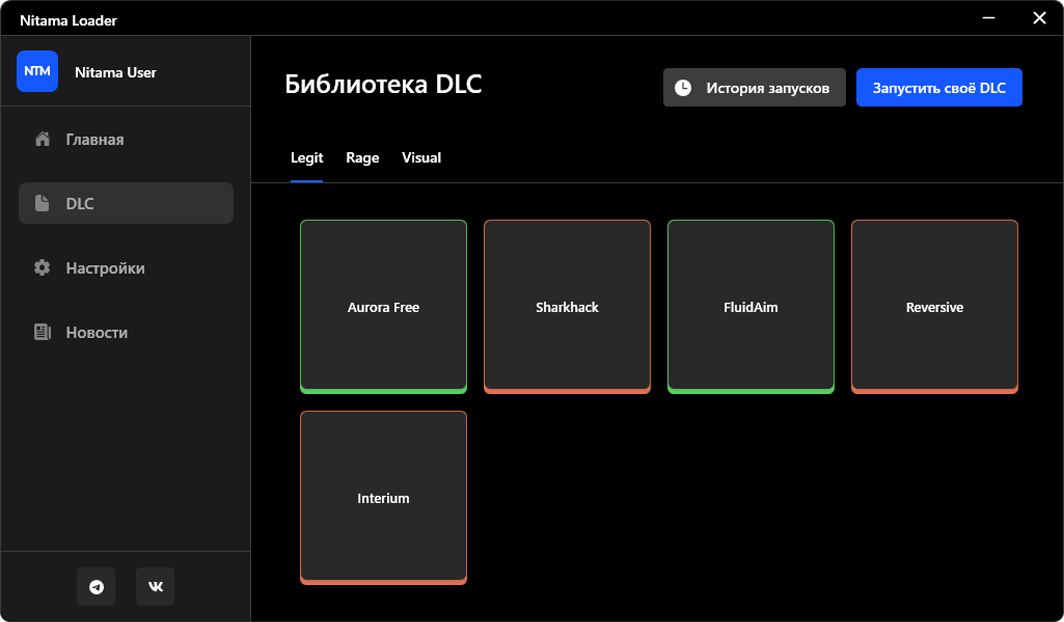 Nitama Loader
NTM
Nitama User
Главная
DLC
Настройки
Новости
Библиотека DLC
История запусков
Запустить своё DLC
Legit
Rage
Visual
Aurora Free
Sharkhack
FluidAim
Reversive
Interium